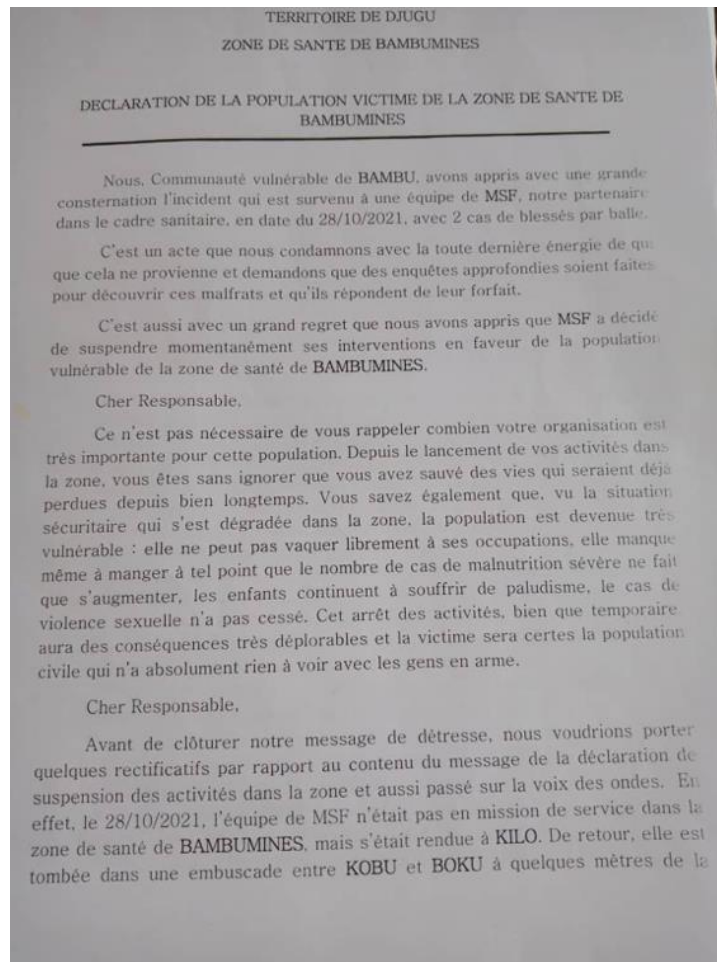 TERRITOIRE DE DJUGU
ZONE DE SANTE DE BAMBUMINES
DECLARATION DE LA POPULATION VICTIME DE LA ZONE DE SANTE DE
BAMBUMINES
Nous, Communauté vulnérable de BAMBU, avons appris avec une grande
consternation l'incident qui est survenu à une équipe de MSF, notre partenaire
dans le cadre sanitaire, en date du 28/10/2021, avec 2 cas de blessés par balle.
C'est un acte que nous condamnons avec la toute dernière énergie de qui
que cela ne provienne et demandons que des enquêtes approfondies soient faites
pour découvrir ces malfrats et qu'ils répondent de leur forfait.
C'est aussi avec un grand regret que nous avons appris que MSF a décidé
de suspendre momentanément ses interventions en faveur de la population
vulnérable de la zone de santé de BAMBUMINES.
Cher Responsable,
Ce n'est pas nécessaire de vous rappeler combien votre organisation est
très importante pour cette population. Depuis le lancement de vos activités dans
la zone, vous êtes sans ignorer que vous avez sauvé des vies qui seraient déjà
perdues depuis bien longtemps. Vous savez également que, vu la situation
sécuritaire qui s'est dégradée dans la zone, la population est devenue très
vulnérable : elle ne peut pas vaquer librement à ses occupations, elle manque
même à manger à tel point que le nombre de cas de malnutrition sévère ne fait
que s'augmenter, les enfants continuent à souffrir de paludisme, le cas de
violence sexuelle n'a pas cessé. Cet arrêt des activités, bien que temporaire
aura des conséquences très déplorables et la victime sera certes la population
civile qui n'a absolument rien à voir avec les gens en arme.
Cher Responsable,
Avant de clôturer notre message de détresse, nous voudrions porter
quelques rectificatifs par rapport au contenu du message de la déclaration de
suspension des activités dans la zone et aussi passé sur la voix des ondes. En
effet, le 28/10/2021, l'équipe de MSF n'était pas en mission de service dans la
zone de santé de BAMBUMINES, mais s'était rendue à KILO. De retour, elle est
tombée dans une embuscade entre KOBU et BOKU à quelques mètres de la